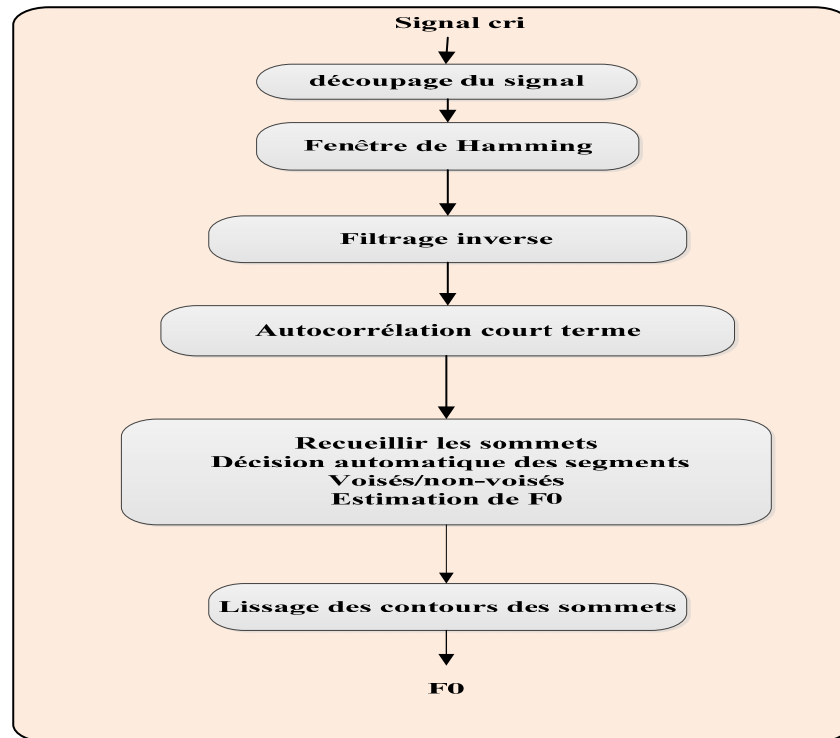 Signal cri
découpage du signal
Fenêtre de Hamming
Filtrage inverse
Autocorrélation court terme
Recueillir les sommets
Décision automatique des segments
Voisés/non-voisés
Estimation de F0
Lissage des contours des sommets
F0